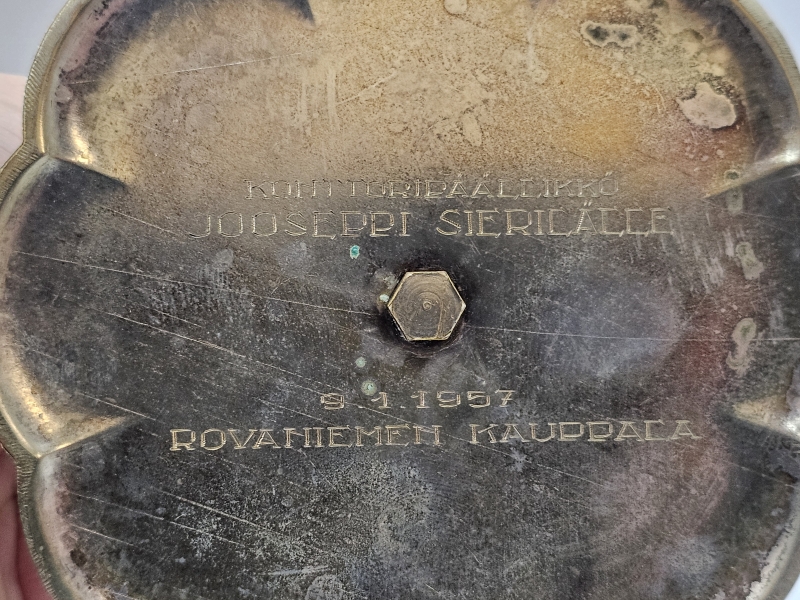 KONTTORIPÄÄLLIKKÖ
JOOSEPPI SIERILÄLLE
9.1.1957
ROVANIEMEN KAUPPALA